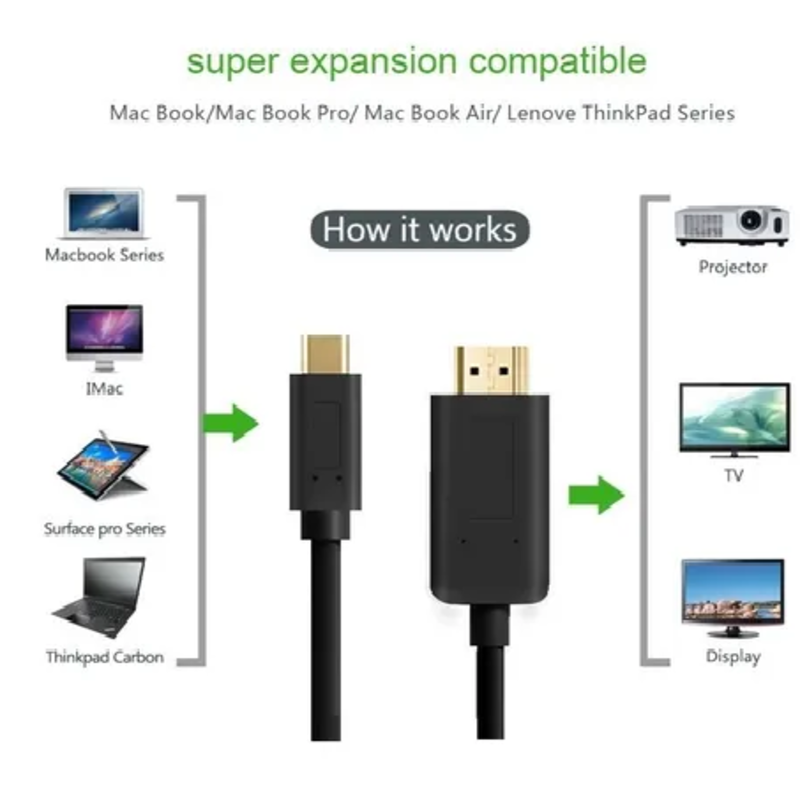 super expansion compatible
Mac Book/Mac Book Pro/ Mac Book Air/ Lenove ThinkPad Series
How it works
Macbook Series
IMac
Surface pro Series
Thinkpad Carbon
Projector
TV
Display